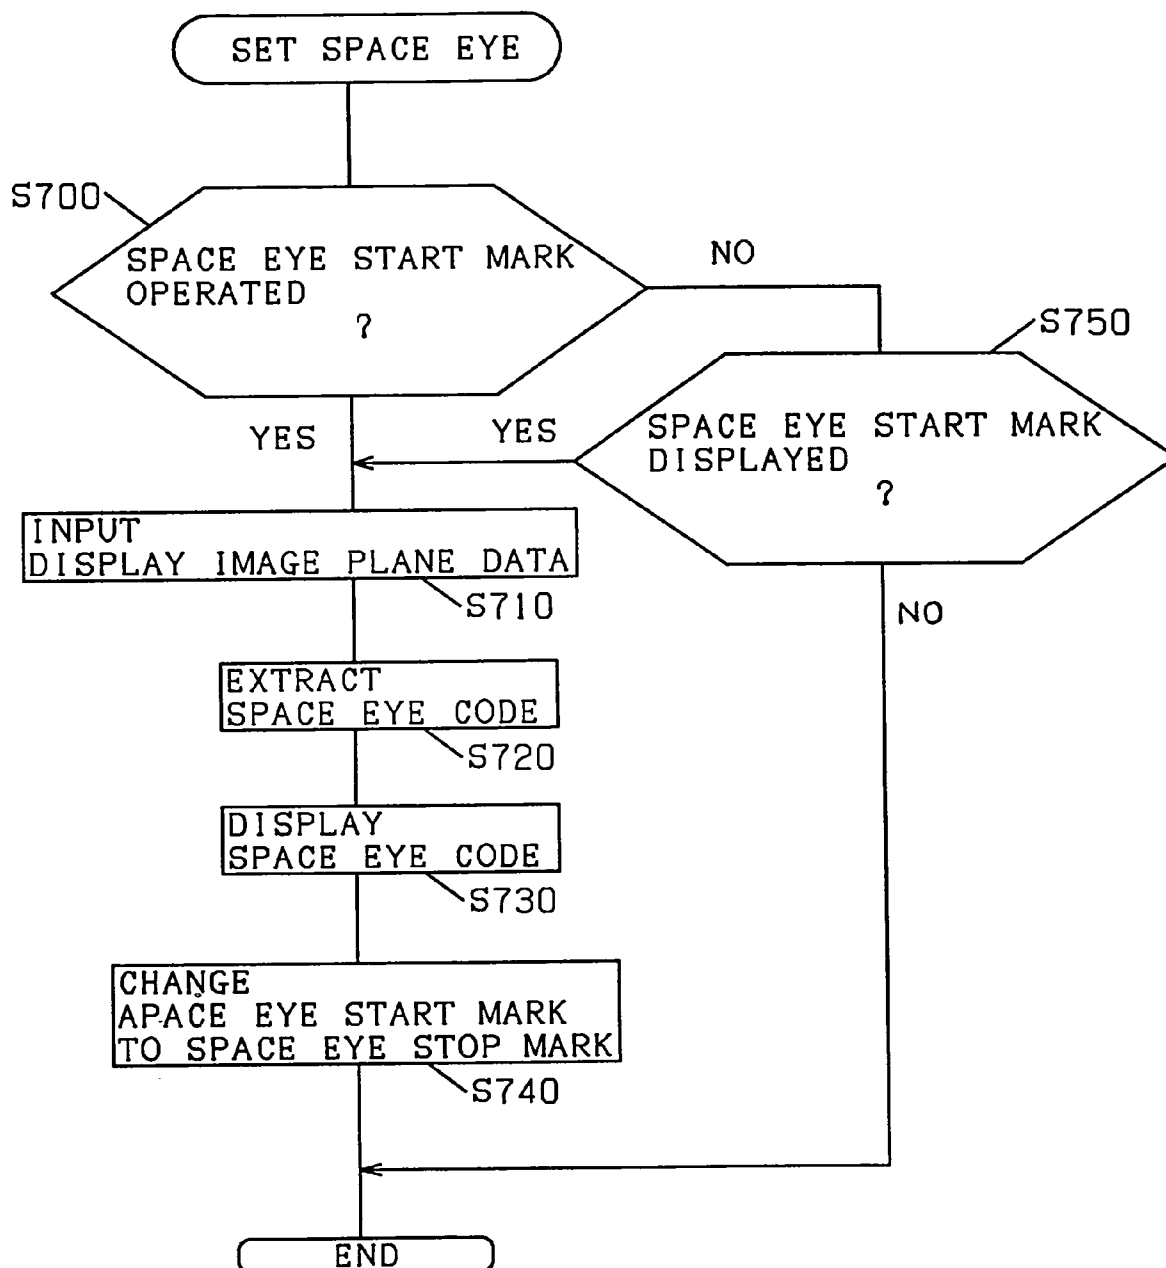 SET SPACE EYE
S700
SPACE EYE START MARK
OPERATED
?
NO
S750
YES
YES
SPACE EYE START MARK
DISPLAYED
?
NO
INPUT
DISPLAY IMAGE PLANE DATA
S710
EXTRACT
SPACE EYE CODE
S720
DISPLAY
SPACE EYE CODE
S730
CHANGE
APACE EYE START MARK
TO SPACE EYE STOP MARK
S740
END